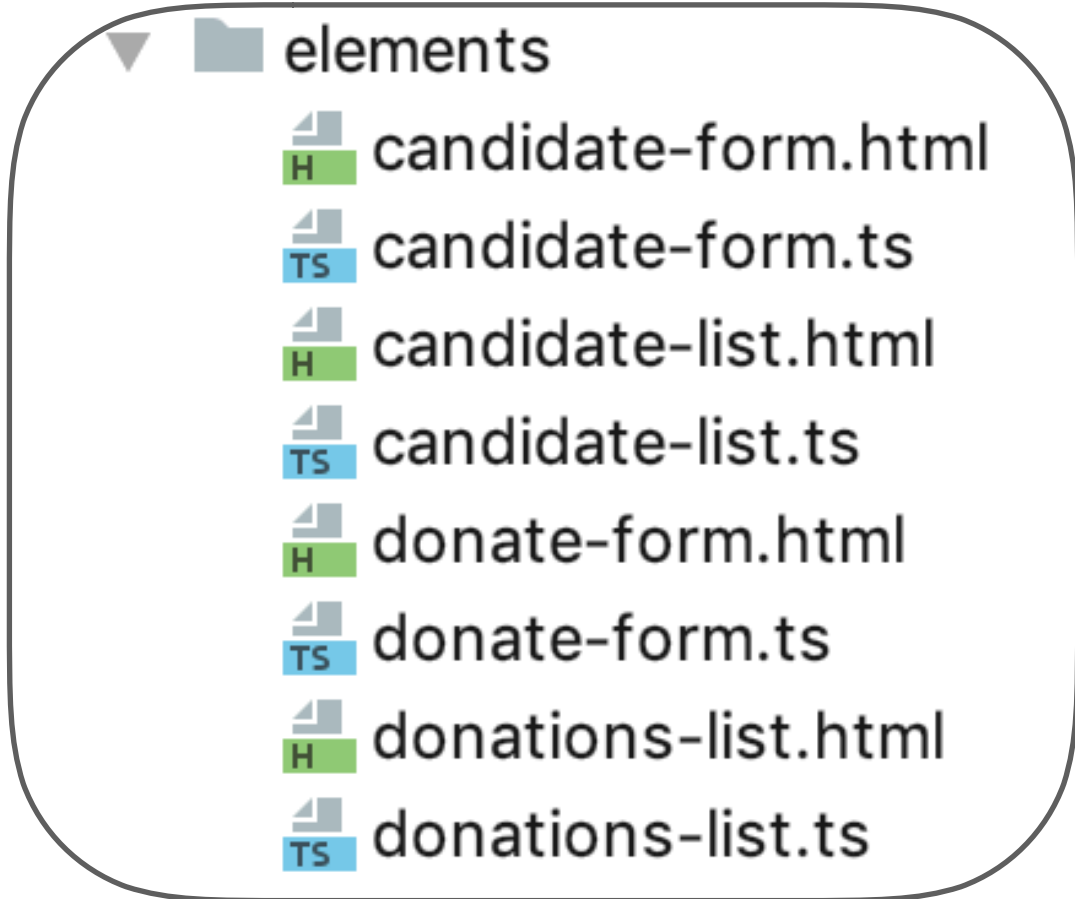 elements
H candidate-form.html
TS candidate-form.ts
H candidate-list.html
TS candidate-list.ts
H donate-form.html
TS donate-form.ts
H donations-list.html
TS donations-list.ts